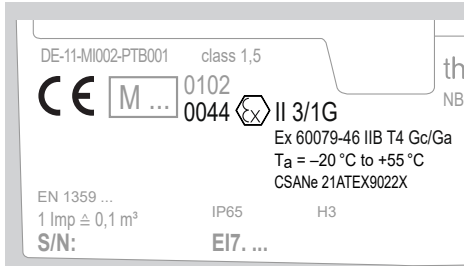 DE-11-MI002-PTB001 class 1,5
th
NB
CE M ... 0102
0044 Ex II 3/1G
Ex 60079-46 IIB T4 Gc/Ga
Ta = –20 °C to +55 °C
CSANe 21ATEX9022X
EN 1359 ...
1 Imp ≙ 0,1 m³ IP65 H3
S/N: EI7. ...